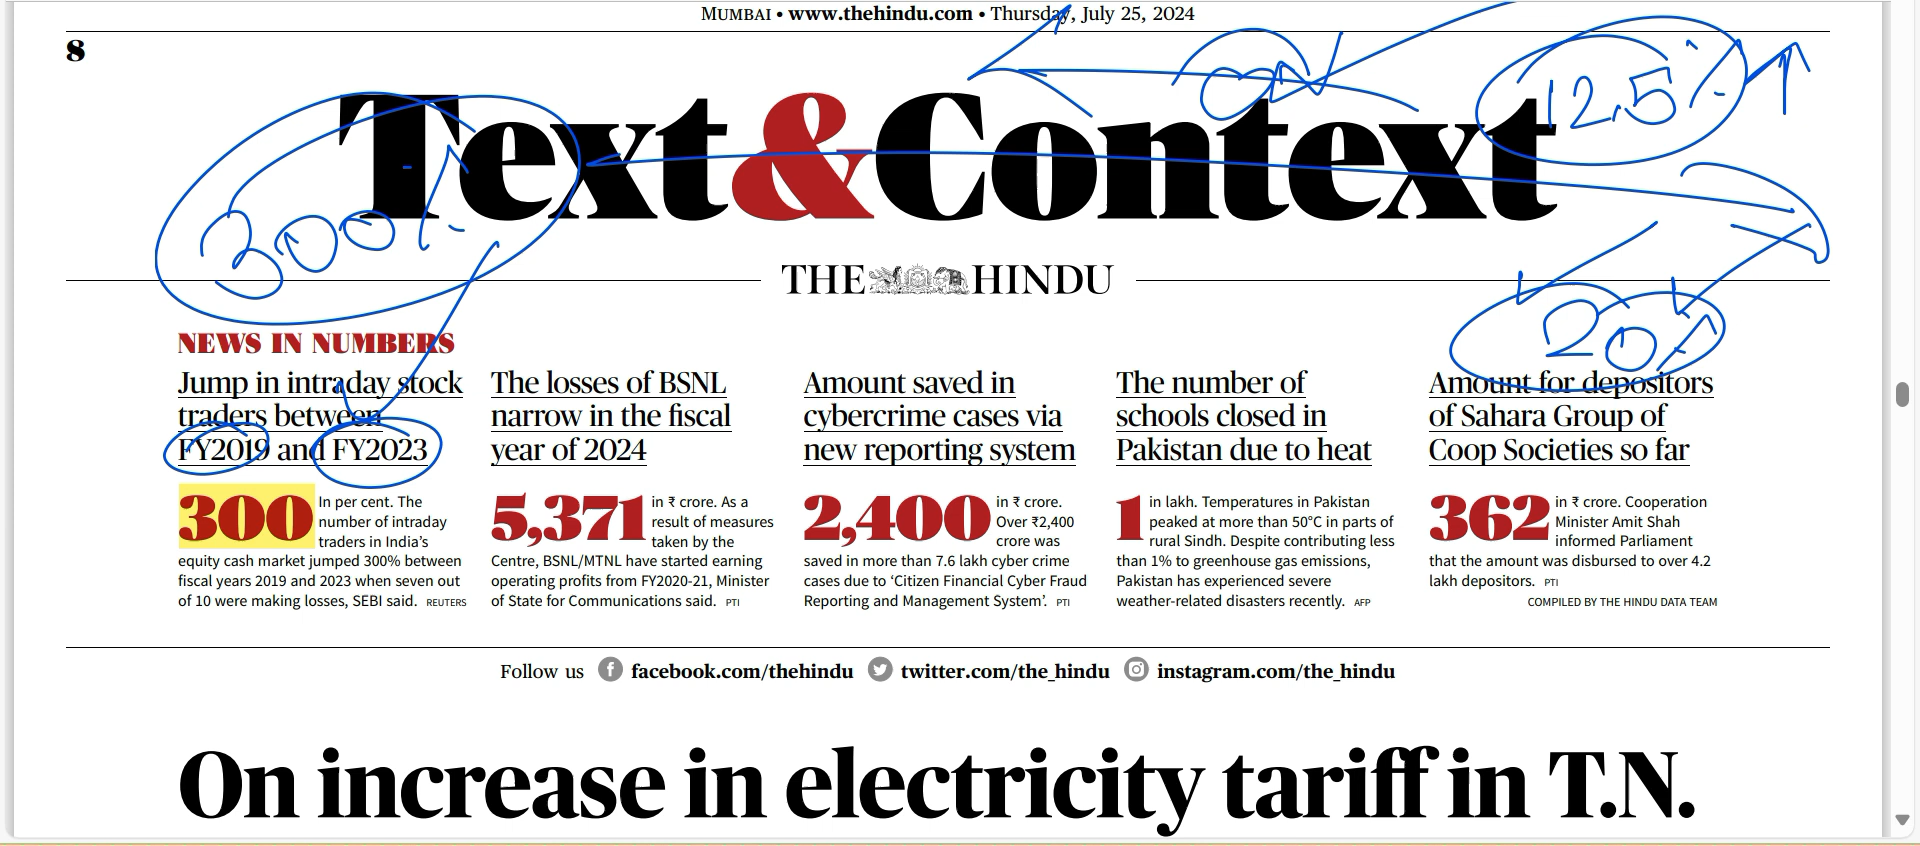 MUMBAI • www.thehindu.com • Thursday, July 25, 2024
8
12.5%
Text&Context
300%
THE HINDU
20%
NEWS IN NUMBERS
Jump in intraday stock
traders between
FY2019 and FY2023
300 In per cent. The
number of intraday
traders in India's
equity cash market jumped 300% between
fiscal years 2019 and 2023 when seven out
of 10 were making losses, SEBI said. REUTERS
The losses of BSNL
narrow in the fiscal
year of 2024
5,371 in ₹ crore. As a
result of measures
taken by the
Centre, BSNL/MTNL have started earning
operating profits from FY2020-21, Minister
of State for Communications said. PTI
Amount saved in
cybercrime cases via
new reporting system
2,400 in ₹ crore.
Over ₹2,400
crore was
saved in more than 7.6 lakh cyber crime
cases due to 'Citizen Financial Cyber Fraud
Reporting and Management System'. PTI
The number of
schools closed in
Pakistan due to heat
1 in lakh. Temperatures in Pakistan
peaked at more than 50°C in parts of
rural Sindh. Despite contributing less
than 1% to greenhouse gas emissions,
Pakistan has experienced severe
weather-related disasters recently. AFP
Amount for depositors
of Sahara Group of
Coop Societies so far
362 in ₹ crore. Cooperation
Minister Amit Shah
informed Parliament
that the amount was disbursed to over 4.2
lakh depositors. PTI
COMPILED BY THE HINDU DATA TEAM
Follow us facebook.com/thehindu twitter.com/the_hindu instagram.com/the_hindu
On increase in electricity tariff in T.N.